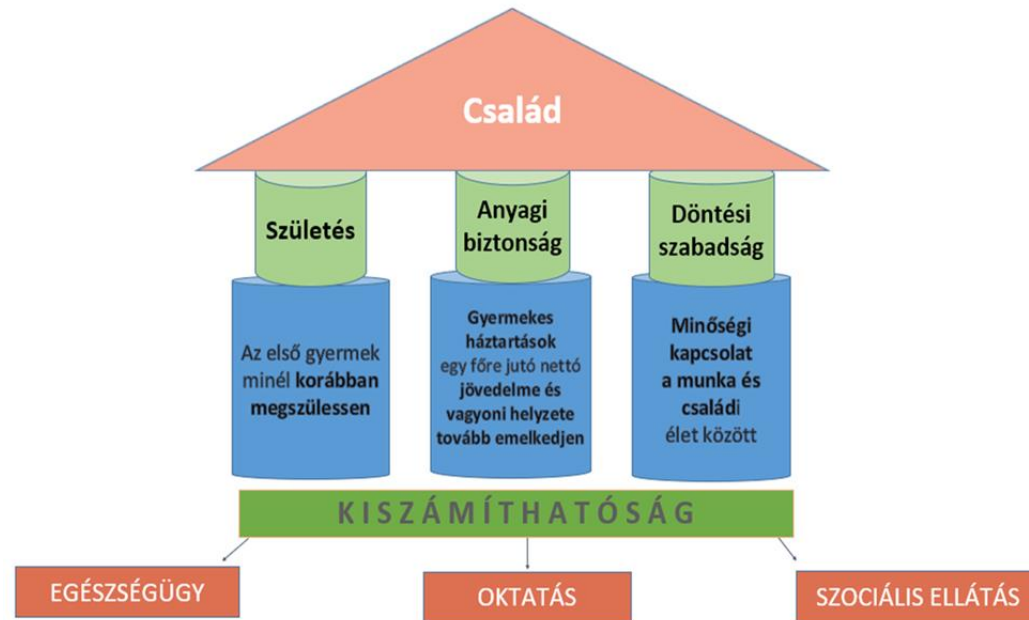 Család
Születés
Anyagi
biztonság
Döntési
szabadság
Az első gyermek
minél korábban
megszülessen
Gyermekes
háztartások
egy főre jutó nettó
jövedelme és
vagyoni helyzete
tovább emelkedjen
Minőségi
kapcsolat
a munka és
családi
élet között
KISZÁMÍTHATÓSÁG
EGÉSZSÉGÜGY
OKTATÁS
SZOCIÁLIS ELLÁTÁS